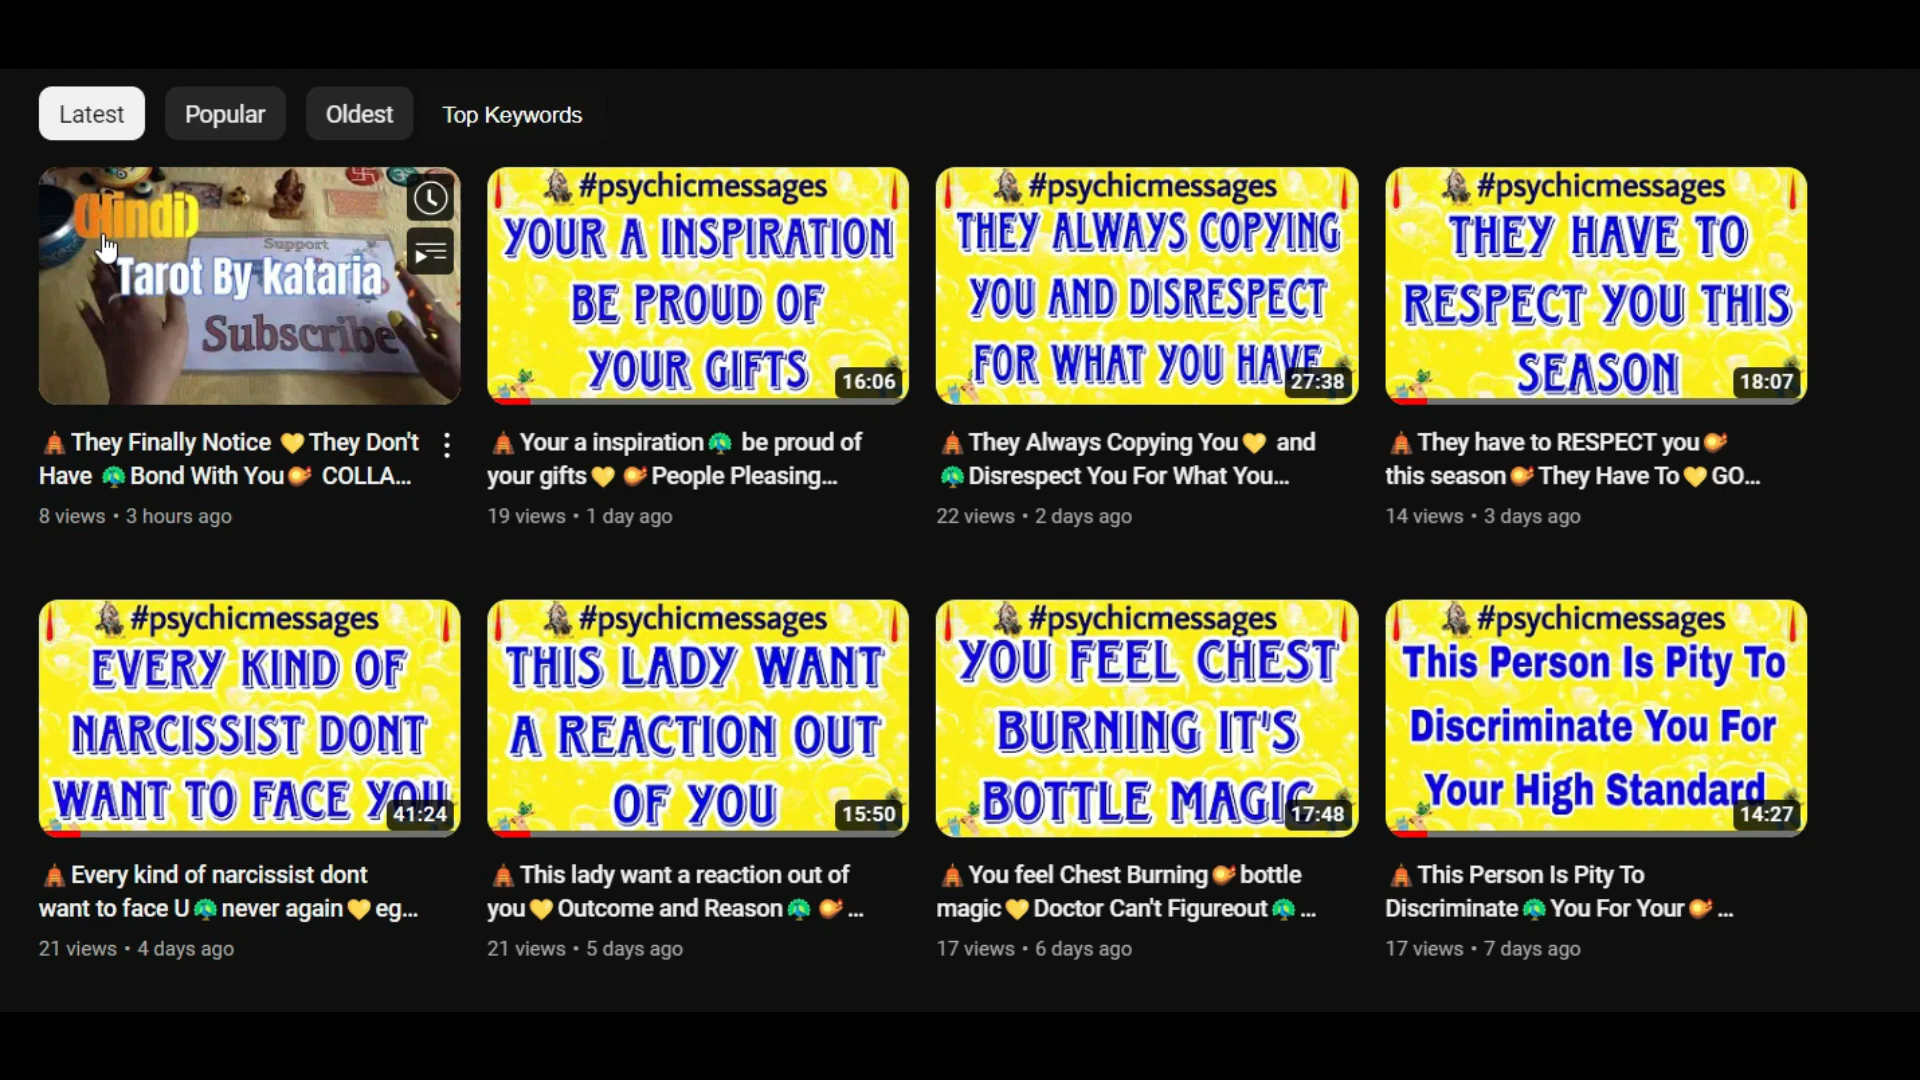 Latest
Popular
Oldest
Top Keywords
(Hindi)
Support
Tarot By kataria
Subscribe
#psychicmessages
YOUR A INSPIRATION
BE PROUD OF
YOUR GIFTS
16:06
#psychicmessages
THEY ALWAYS COPYING
YOU AND DISRESPECT
FOR WHAT YOU HAVE
27:38
#psychicmessages
THEY HAVE TO
RESPECT YOU THIS
SEASON
18:07
🛕They Finally Notice 💛They Don't
Have 🦚Bond With You🪔 COLLA...
8 views • 3 hours ago
🛕Your a inspiration🦚 be proud of
your gifts💛 🪔People Pleasing...
19 views • 1 day ago
🛕They Always Copying You💛 and
🦚Disrespect You For What You...
22 views • 2 days ago
🛕They have to RESPECT you🪔
this season🪔They Have To💛GO...
14 views • 3 days ago
#psychicmessages
EVERY KIND OF
NARCISSIST DONT
WANT TO FACE YOU
41:24
#psychicmessages
THIS LADY WANT
A REACTION OUT
OF YOU
15:50
#psychicmessages
YOU FEEL CHEST
BURNING IT'S
BOTTLE MAGIC
17:48
#psychicmessages
This Person Is Pity To
Discriminate You For
Your High Standard
14:27
🛕Every kind of narcissist dont
want to face U🦚never again💛eg...
21 views • 4 days ago
🛕This lady want a reaction out of
you💛Outcome and Reason🦚 🪔...
21 views • 5 days ago
🛕You feel Chest Burning🪔bottle
magic💛Doctor Can't Figureout🦚...
17 views • 6 days ago
🛕This Person Is Pity To
Discriminate🦚You For Your🪔...
17 views • 7 days ago